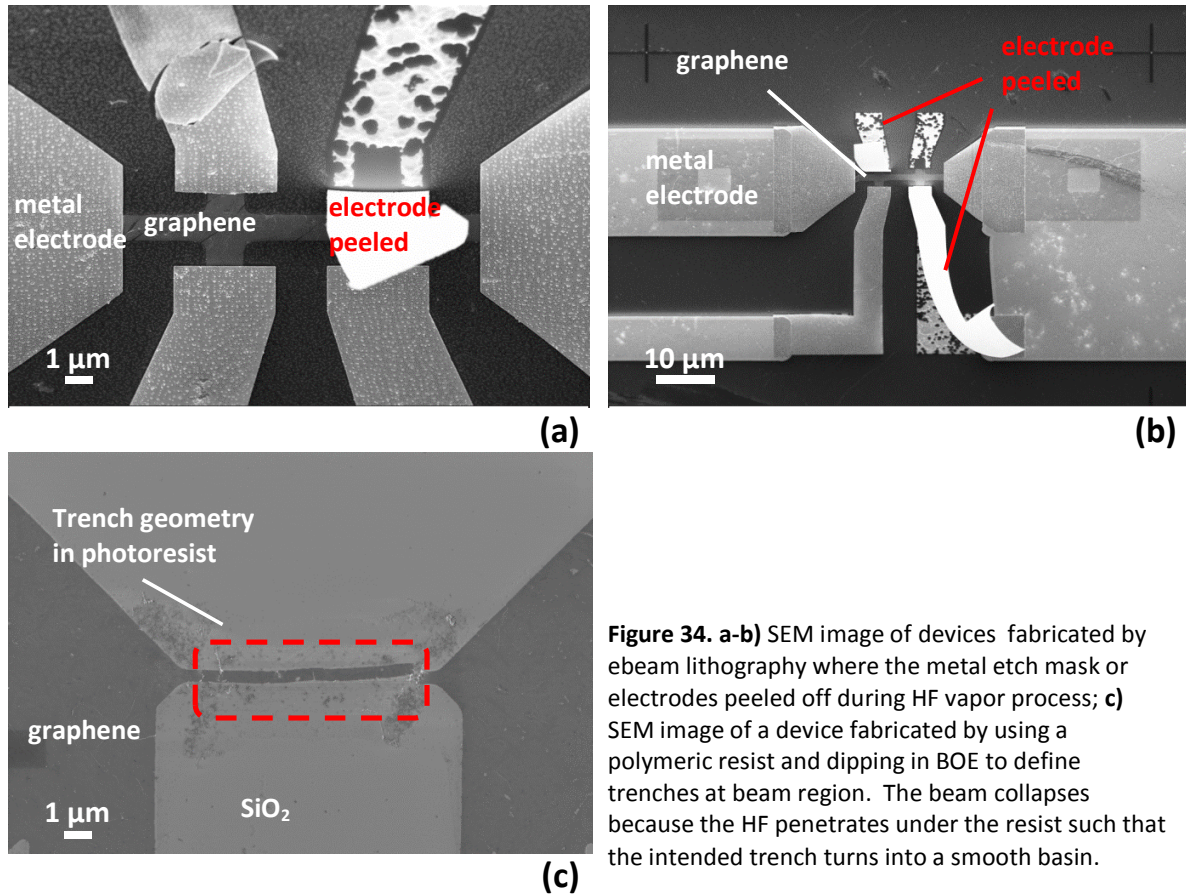 metal
electrode
graphene
electrode
peeled
1 µm
(a)
electrode
peeled
graphene
metal
electrode
10 µm
(b)
Trench geometry
in photoresist
graphene
SiO₂
1 µm
(c)
Figure 34. a-b) SEM image of devices fabricated by
ebeam lithography where the metal etch mask or
electrodes peeled off during HF vapor process; c)
SEM image of a device fabricated by using a
polymeric resist and dipping in BOE to define
trenches at beam region. The beam collapses
because the HF penetrates under the resist such that
the intended trench turns into a smooth basin.